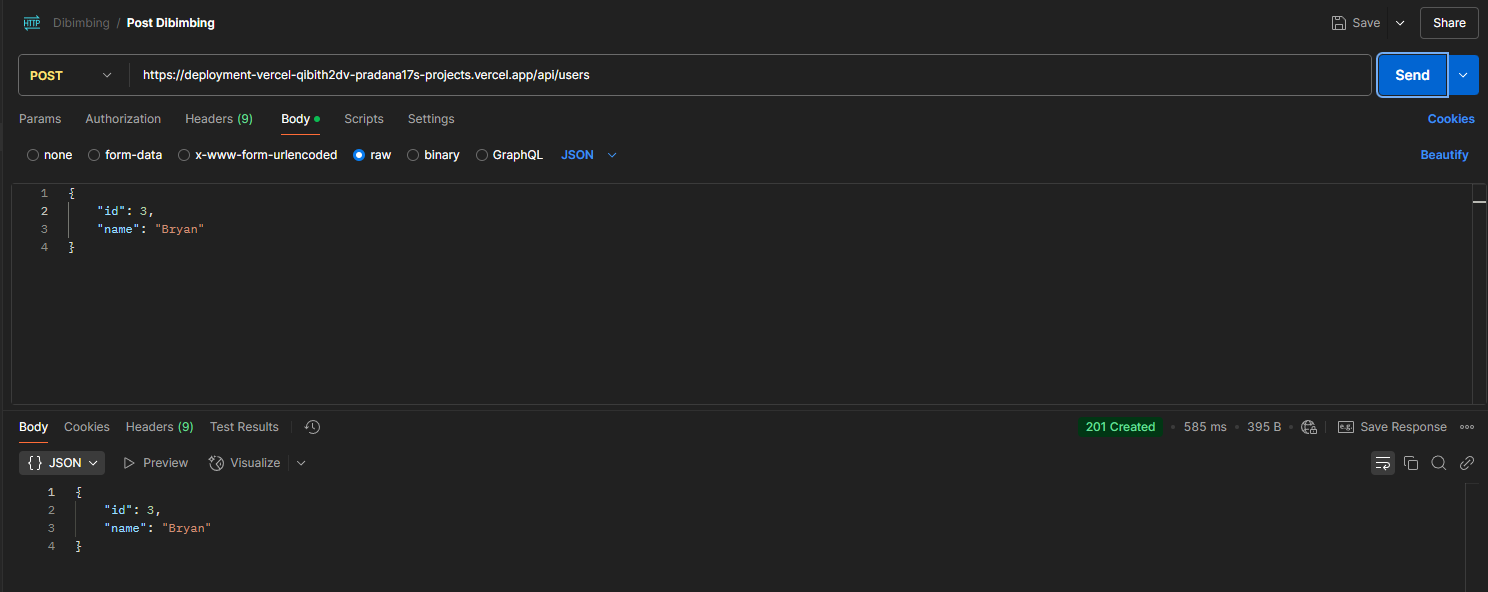 HTTP Dibimbing / Post Dibimbing Save Share
POST https://deployment-vercel-qibith2dv-pradana17s-projects.vercel.app/api/users Send
Params Authorization Headers (9) Body Scripts Settings Cookies
none form-data x-www-form-urlencoded raw binary GraphQL JSON Beautify
1 {
2 "id": 3,
3 "name": "Bryan"
4 }
Body Cookies Headers (9) Test Results 201 Created • 585 ms • 395 B • e.g. Save Response
{} JSON Preview Visualize
1 {
2 "id": 3,
3 "name": "Bryan"
4 }